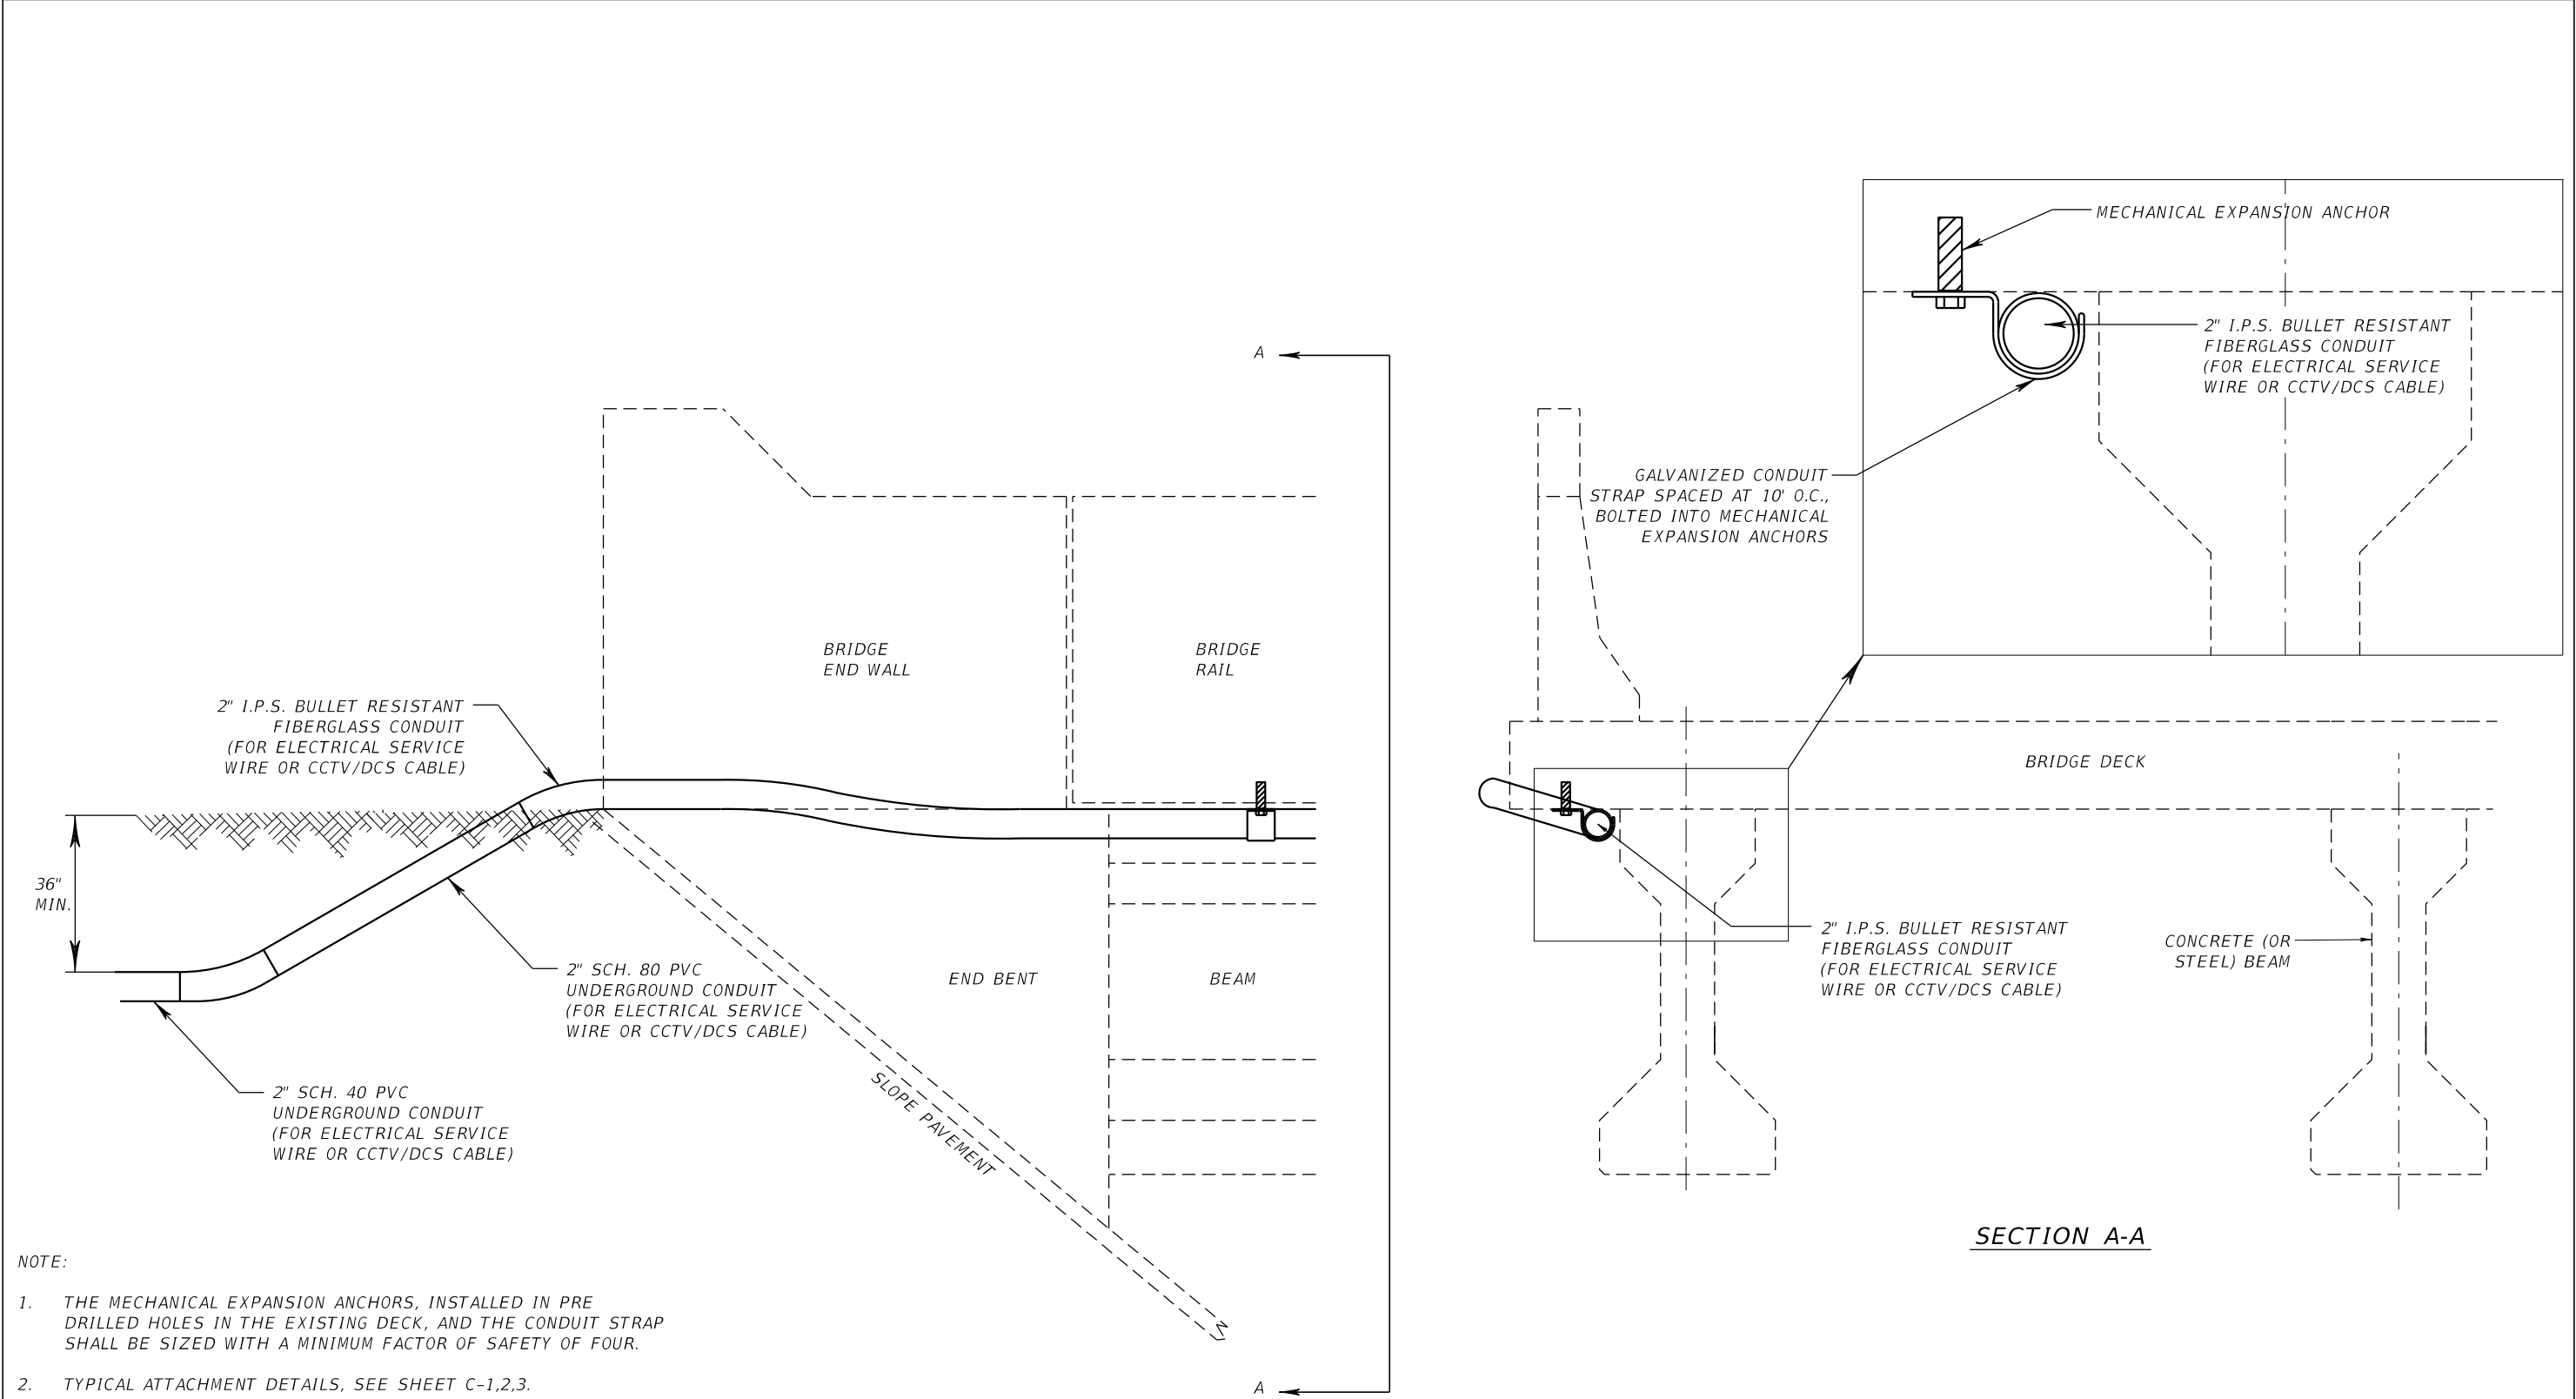 A
BRIDGE
END WALL
BRIDGE
RAIL
2" I.P.S. BULLET RESISTANT
FIBERGLASS CONDUIT
(FOR ELECTRICAL SERVICE
WIRE OR CCTV/DCS CABLE)
36"
MIN.
2" SCH. 80 PVC
UNDERGROUND CONDUIT
(FOR ELECTRICAL SERVICE
WIRE OR CCTV/DCS CABLE)
END BENT
BEAM
2" SCH. 40 PVC
UNDERGROUND CONDUIT
(FOR ELECTRICAL SERVICE
WIRE OR CCTV/DCS CABLE)
SLOPE PAVEMENT
A
MECHANICAL EXPANSION ANCHOR
2" I.P.S. BULLET RESISTANT
FIBERGLASS CONDUIT
(FOR ELECTRICAL SERVICE
WIRE OR CCTV/DCS CABLE)
GALVANIZED CONDUIT
STRAP SPACED AT 10' O.C.,
BOLTED INTO MECHANICAL
EXPANSION ANCHORS
BRIDGE DECK
2" I.P.S. BULLET RESISTANT
FIBERGLASS CONDUIT
(FOR ELECTRICAL SERVICE
WIRE OR CCTV/DCS CABLE)
CONCRETE (OR
STEEL) BEAM
SECTION A-A
NOTE:
1. THE MECHANICAL EXPANSION ANCHORS, INSTALLED IN PRE
DRILLED HOLES IN THE EXISTING DECK, AND THE CONDUIT STRAP
SHALL BE SIZED WITH A MINIMUM FACTOR OF SAFETY OF FOUR.
2. TYPICAL ATTACHMENT DETAILS, SEE SHEET C-1,2,3.